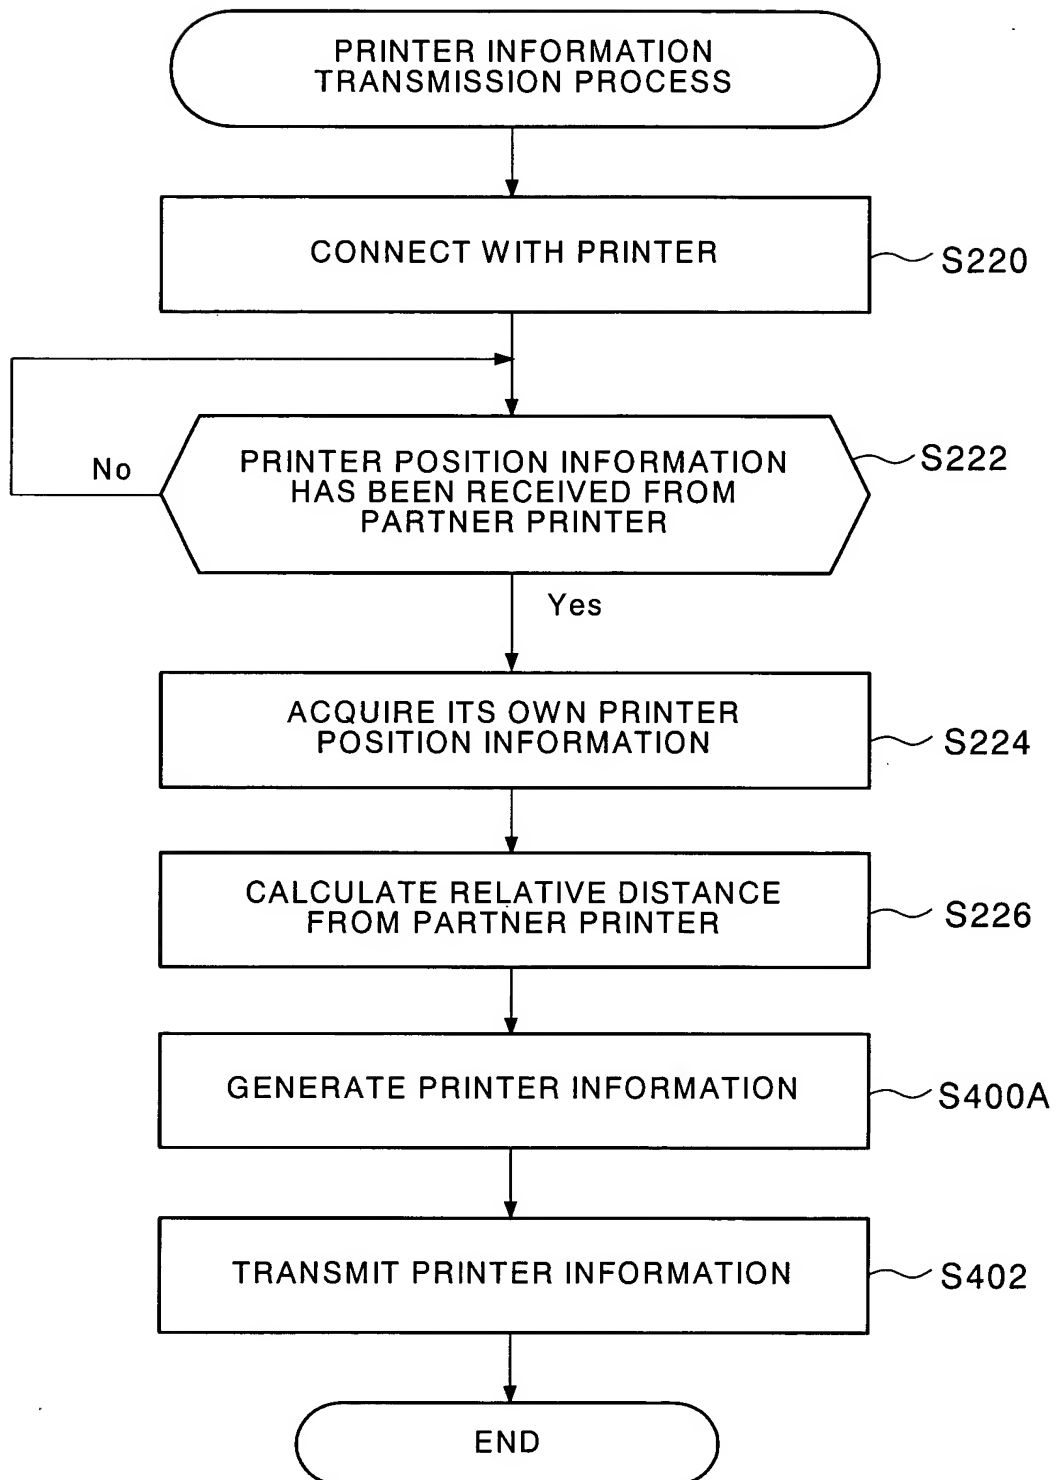 PRINTER INFORMATION
TRANSMISSION PROCESS
CONNECT WITH PRINTER
S220
No
PRINTER POSITION INFORMATION
HAS BEEN RECEIVED FROM
PARTNER PRINTER
S222
Yes
ACQUIRE ITS OWN PRINTER
POSITION INFORMATION
S224
CALCULATE RELATIVE DISTANCE
FROM PARTNER PRINTER
S226
GENERATE PRINTER INFORMATION
S400A
TRANSMIT PRINTER INFORMATION
S402
END